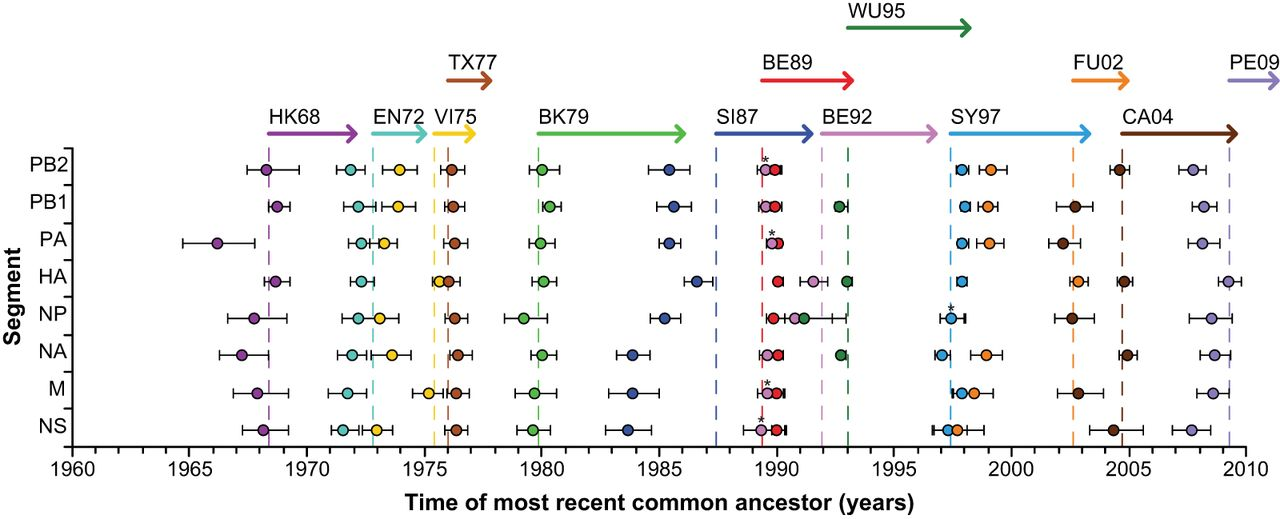 WU95
TX77 BE89 FU02 PE09
HK68 EN72 VI75 BK79 SI87 BE92 SY97 CA04
PB2 *
PB1
PA *
HA
NP *
NA
M *
NS *
Segment
1960 1965 1970 1975 1980 1985 1990 1995 2000 2005 2010
Time of most recent common ancestor (years)